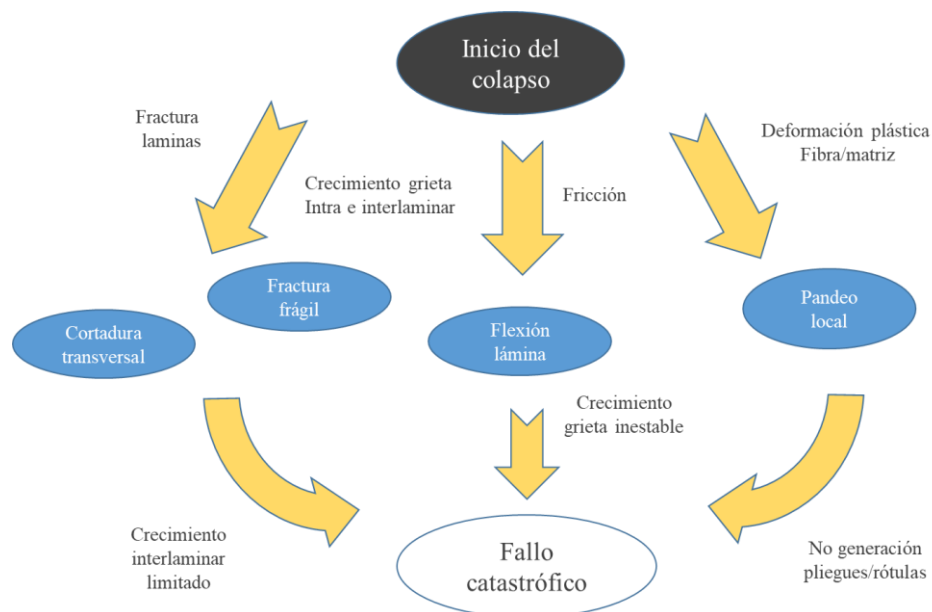 Inicio del
colapso
Fractura
laminas
Deformación plástica
Fibra/matriz
Crecimiento grieta
Intra e interlaminar
Fricción
Fractura
frágil
Cortadura
transversal
Flexión
lámina
Pandeo
local
Crecimiento
grieta inestable
Crecimiento
interlaminar
limitado
Fallo
catastrófico
No generación
pliegues/rótulas